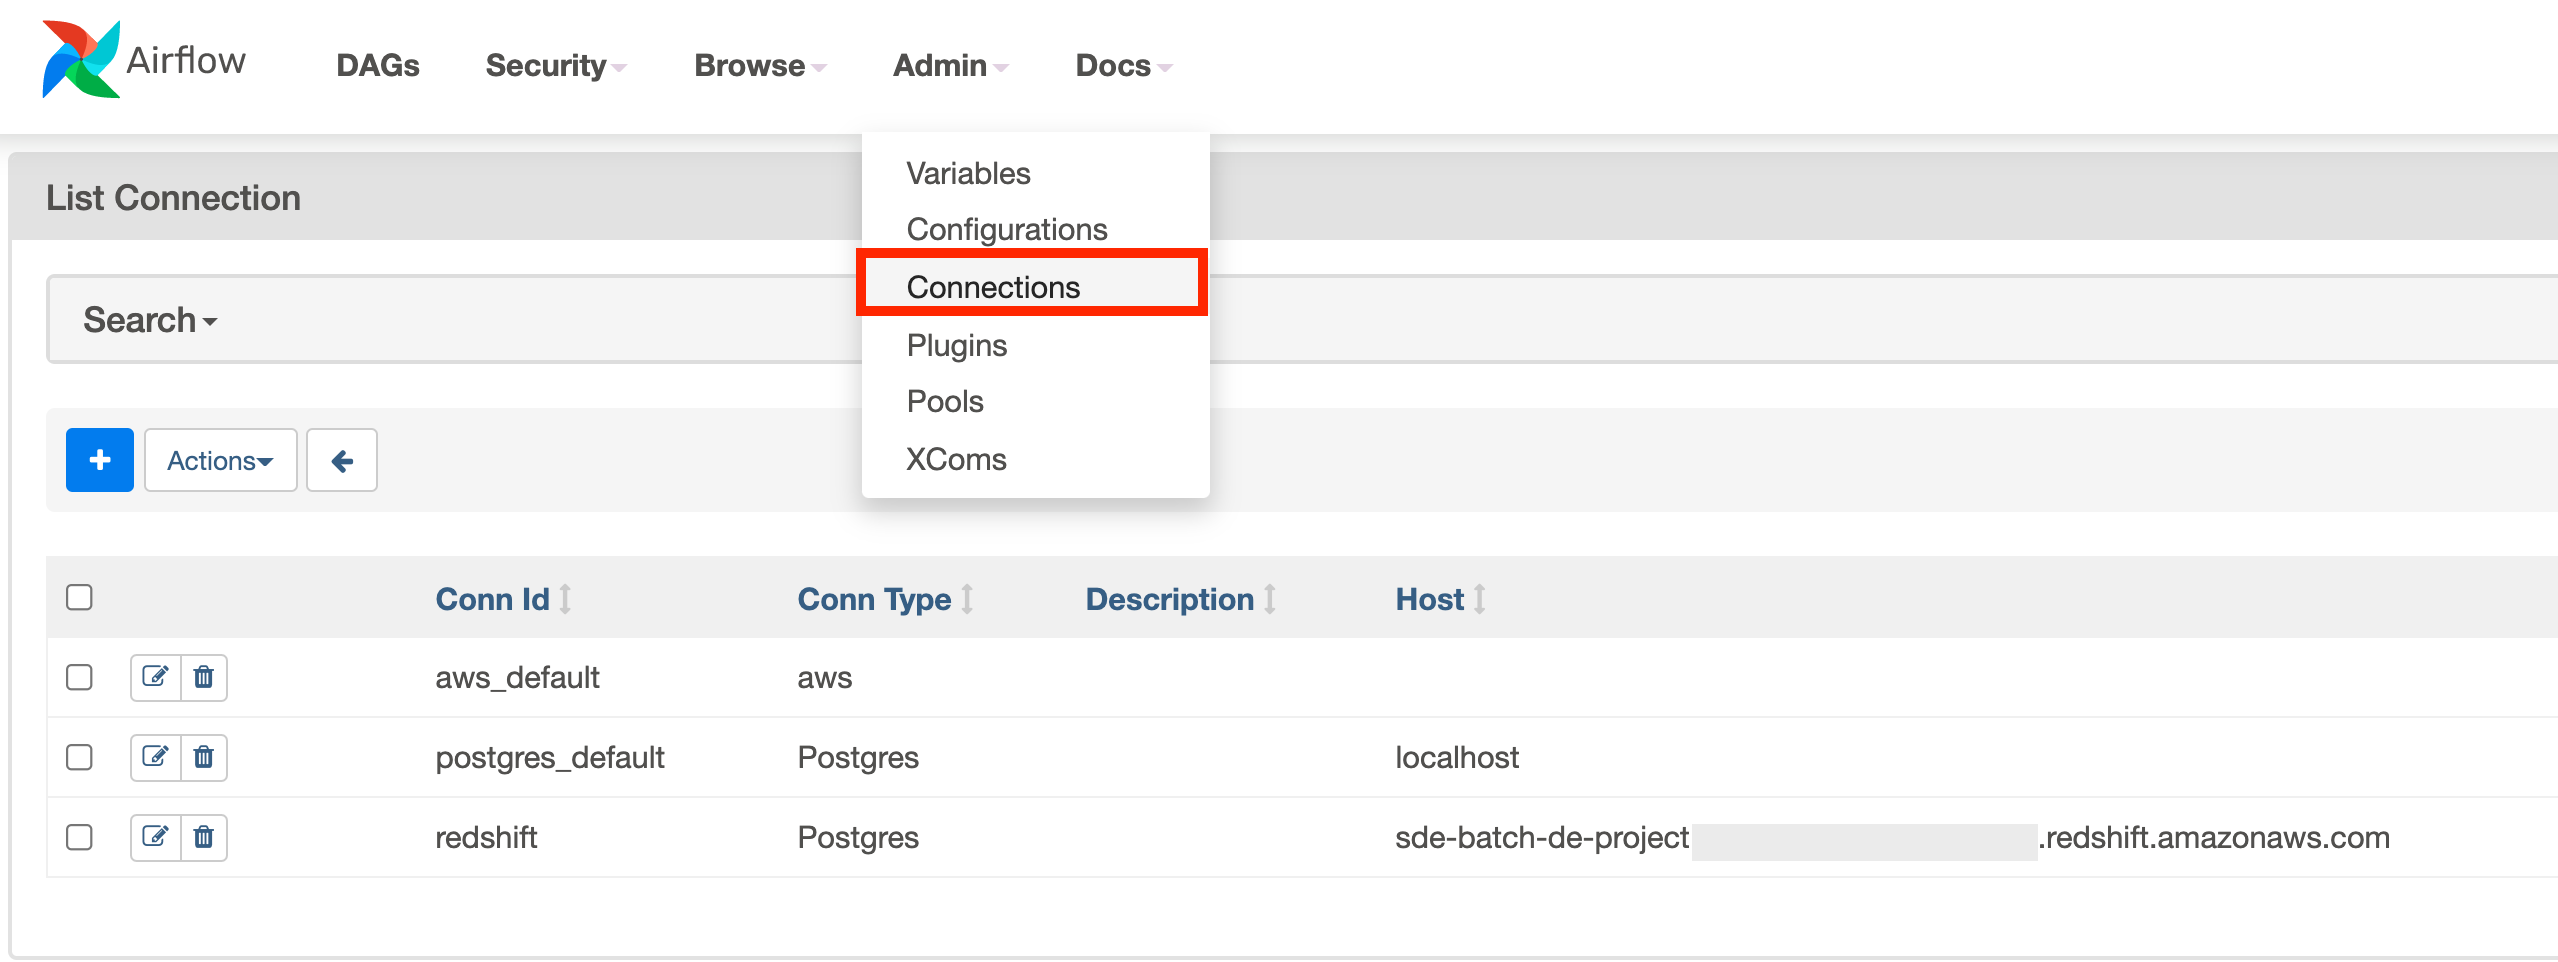 Airflow DAGs Security Browse Admin Docs
Variables
Configurations
Connections
Plugins
Pools
XComs
List Connection
Search
+ Actions
Conn Id Conn Type Description Host
aws_default aws
postgres_default Postgres localhost
redshift Postgres sde-batch-de-project .redshift.amazonaws.com